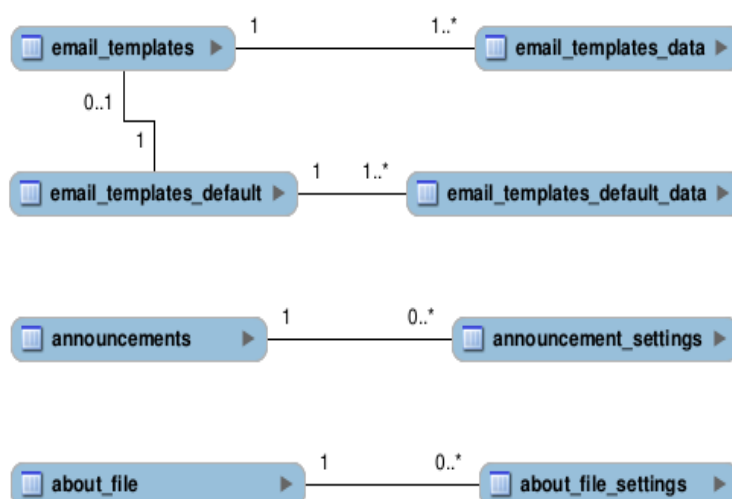 1 1..*
email_templates email_templates_data
0..1
1
1 1..*
email_templates_default email_templates_default_data
1 0..*
announcements announcement_settings
1 0..*
about_file about_file_settings